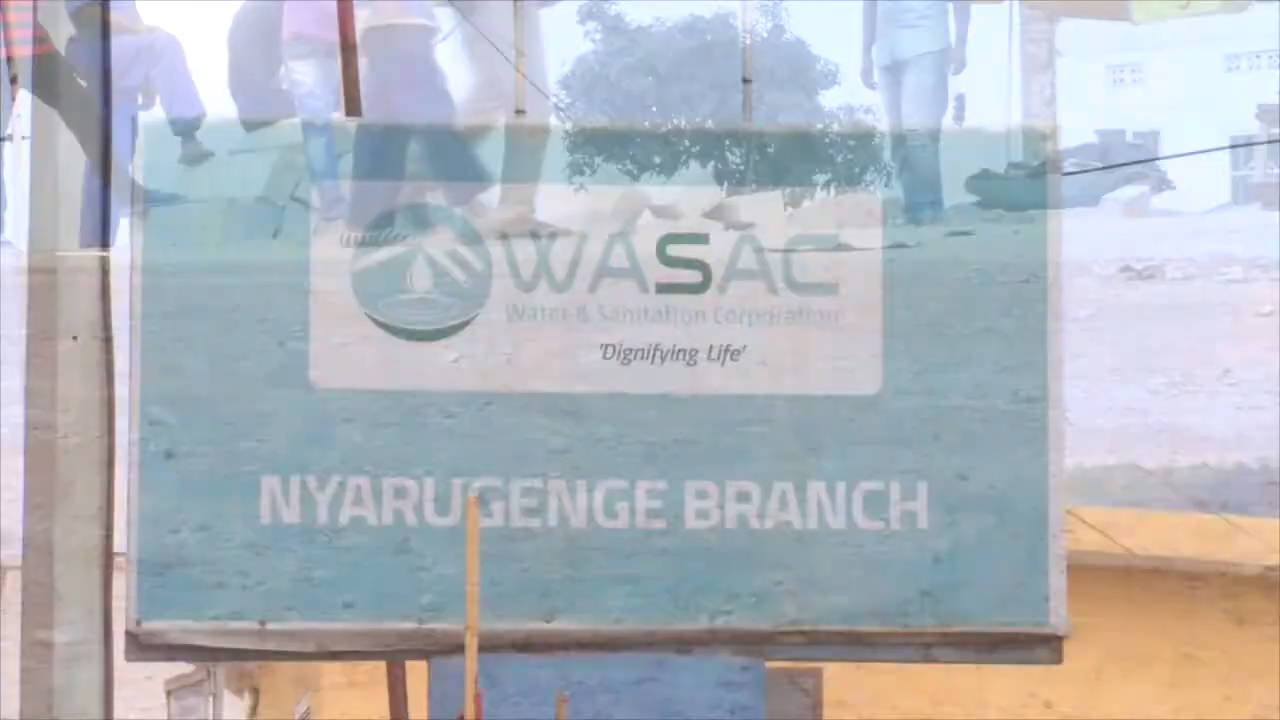 WASAC
Water & Sanitation Corporation
'Dignifying Life'
NYARUGENGE BRANCH